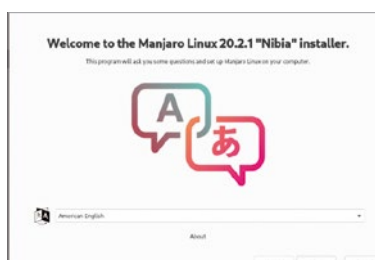 Welcome to the Manjaro Linux 20.2.1 "Nibia" installer.
This program will ask you some questions and set up Manjaro Linux on your computer.
A
あ
American English
About